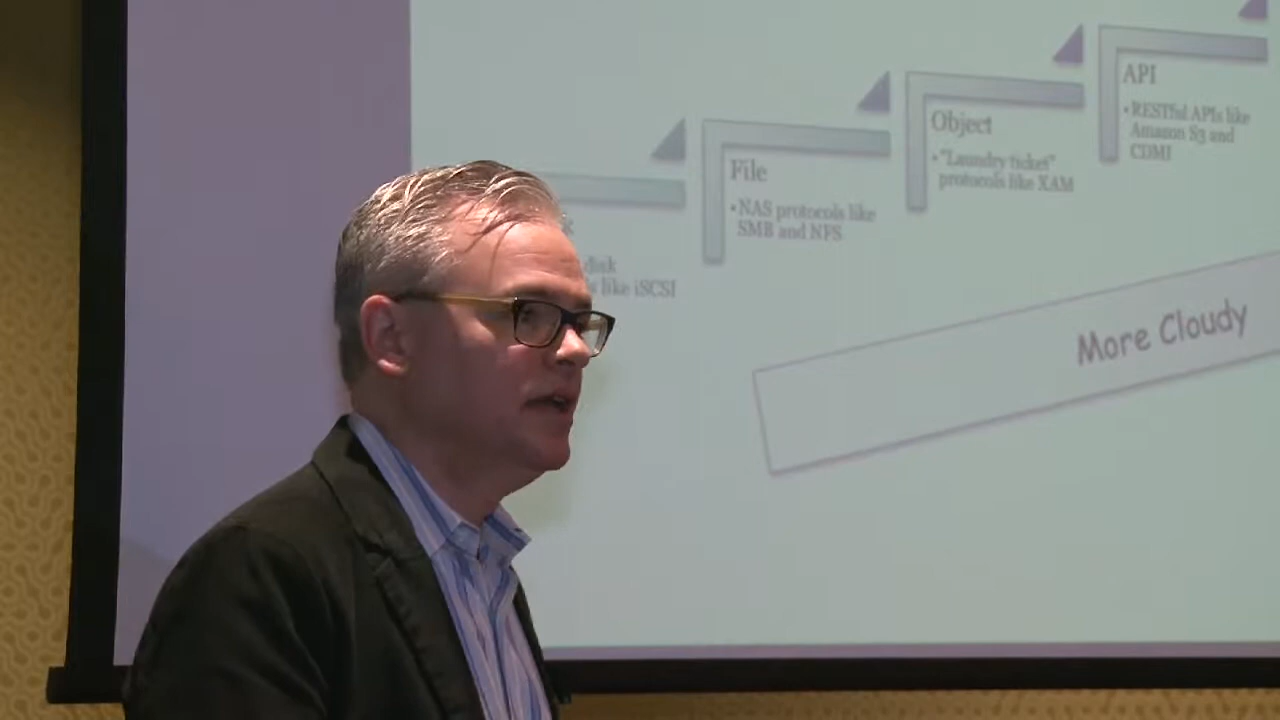 API
•RESTful APIs like
Amazon S3 and
CDMI
Object
•"Laundry ticket"
protocols like XAM
File
•NAS protocols like
SMB and NFS
disk
like iSCSI
More Cloudy